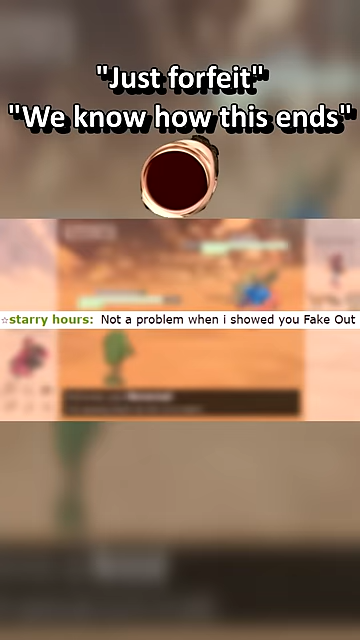 "Just forfeit"
"We know how this ends"
☆starry hours: Not a problem when i showed you Fake Out